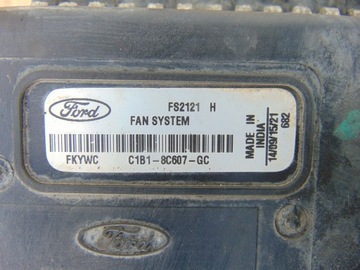 Ford
FS2121 H
FAN SYSTEM
FKYWC C1B1-8C607-GC
MADE IN
INDIA
14/09/15/21
682
Ford